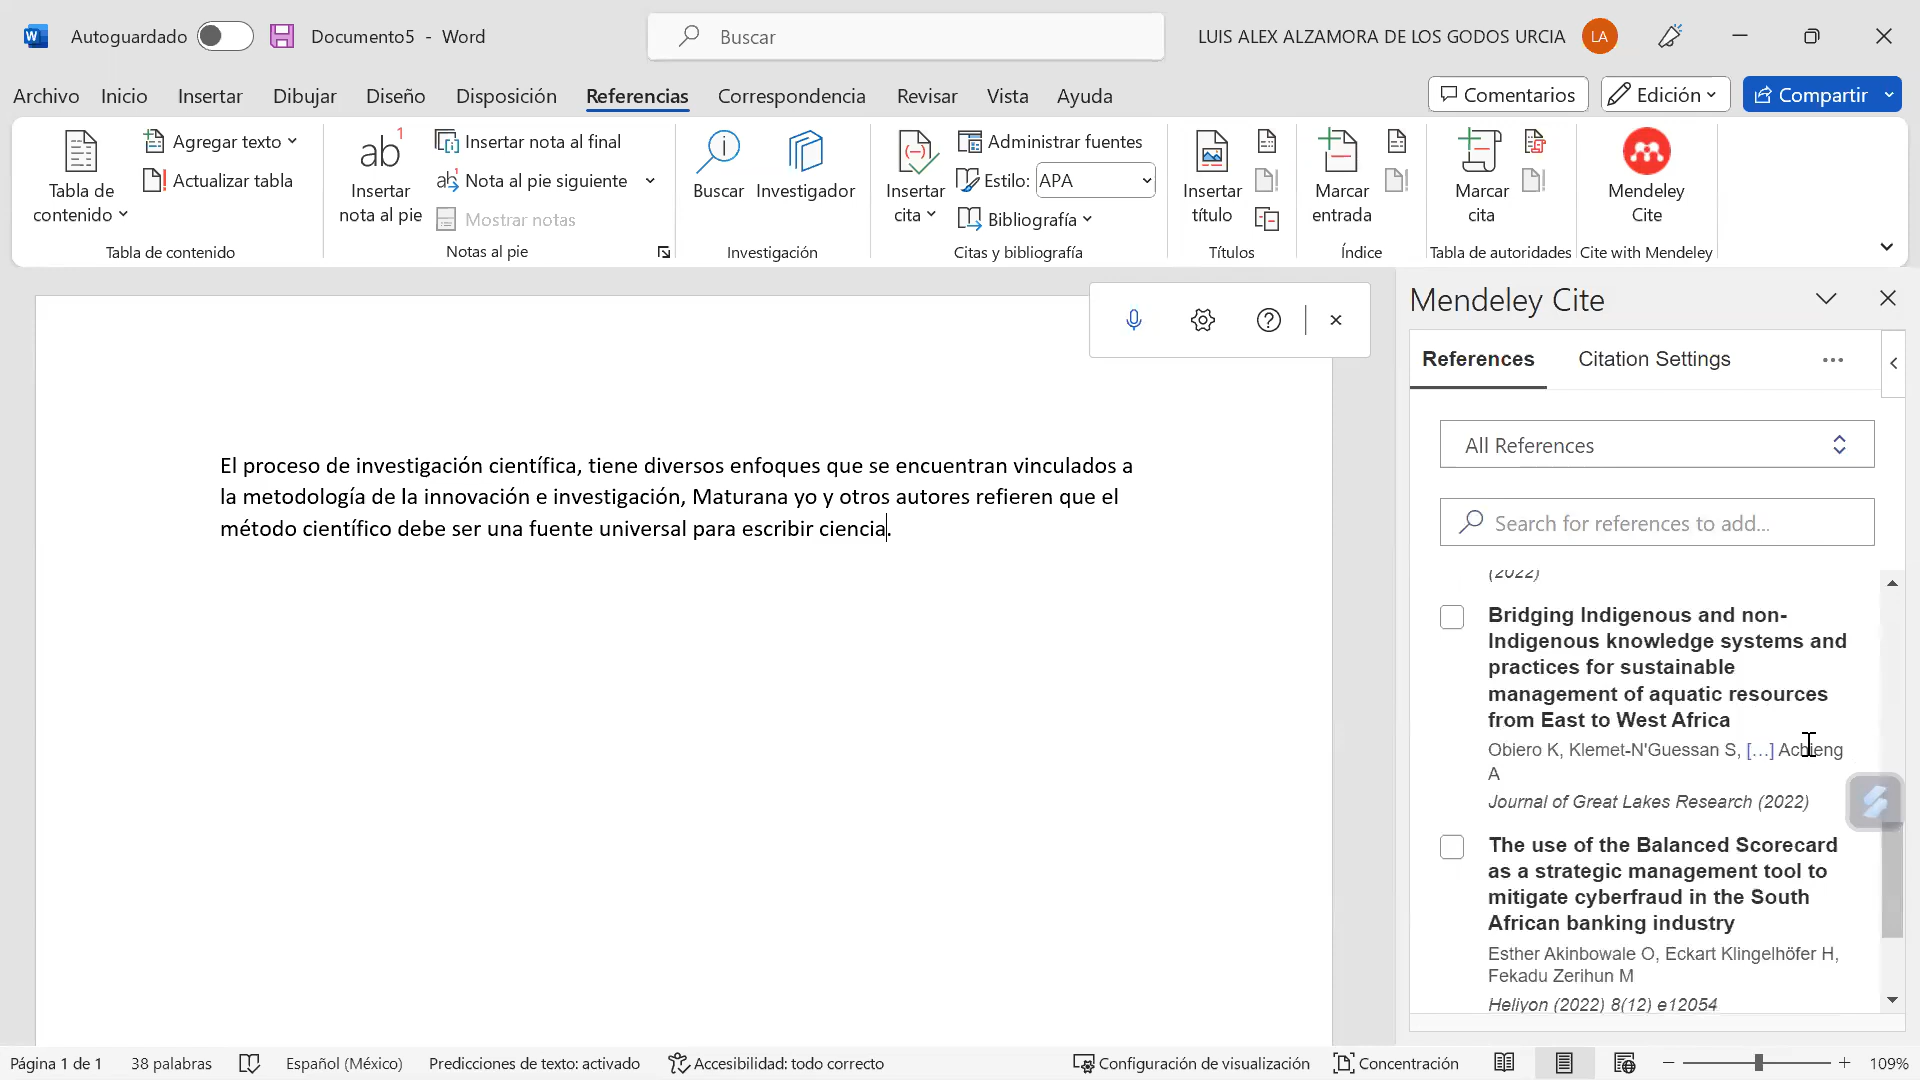 Autoguardado
Documento5 - Word
Buscar
LUIS ALEX ALZAMORA DE LOS GODOS URCIA
LA
Archivo
Inicio
Insertar
Dibujar
Diseño
Disposición
Referencias
Correspondencia
Revisar
Vista
Ayuda
Comentarios
Edición
Compartir
Tabla de
contenido
Agregar texto
Actualizar tabla
Tabla de contenido
ab
1
Insertar
nota al pie
Insertar nota al final
Nota al pie siguiente
Mostrar notas
Notas al pie
Buscar
Investigador
Investigación
Insertar
cita
Administrar fuentes
Estilo: APA
Bibliografía
Citas y bibliografía
Insertar
título
Títulos
Marcar
entrada
Índice
Marcar
cita
Tabla de autoridades
Mendeley
Cite
Cite with Mendeley
El proceso de investigación científica, tiene diversos enfoques que se encuentran vinculados a
la metodología de la innovación e investigación, Maturana yo y otros autores refieren que el
método científico debe ser una fuente universal para escribir ciencia.
Mendeley Cite
References
Citation Settings
All References
Search for references to add...
(2022)
Bridging Indigenous and non-
Indigenous knowledge systems and
practices for sustainable
management of aquatic resources
from East to West Africa
Obiero K, Klemet-N'Guessan S, [...] Achieng
A
Journal of Great Lakes Research (2022)
The use of the Balanced Scorecard
as a strategic management tool to
mitigate cyberfraud in the South
African banking industry
Esther Akinbowale O, Eckart Klingelhöfer H,
Fekadu Zerihun M
Heliyon (2022) 8(12) e12054
Página 1 de 1
38 palabras
Español (México)
Predicciones de texto: activado
Accesibilidad: todo correcto
Configuración de visualización
Concentración
109%